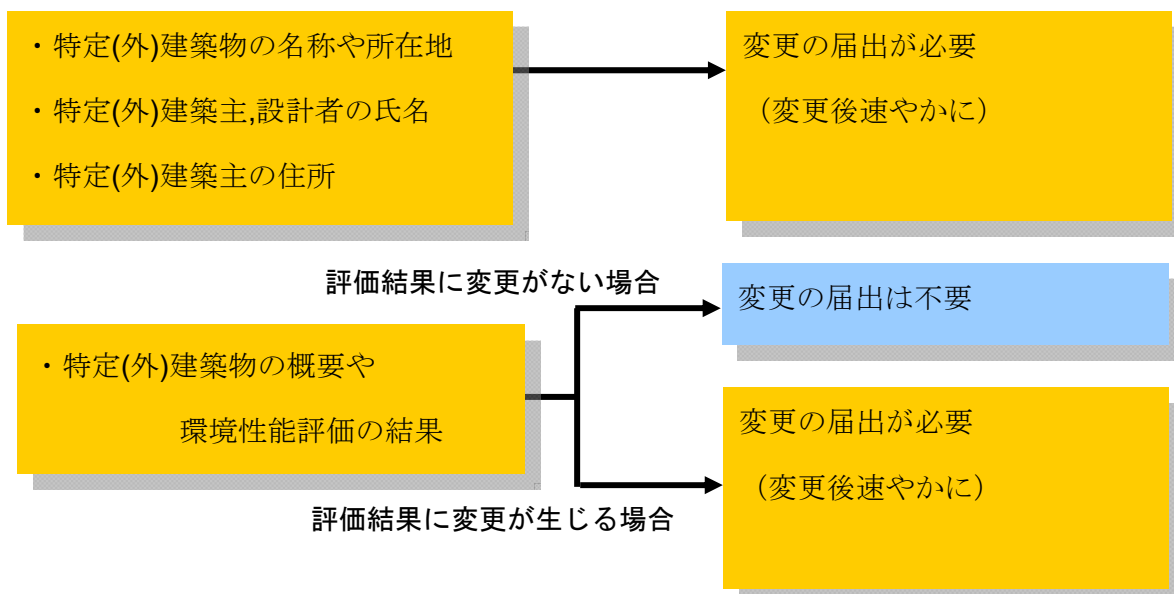 ・特定(外)建築物の名称や所在地
・特定(外)建築主,設計者の氏名
・特定(外)建築主の住所
変更の届出が必要
（変更後速やかに）
評価結果に変更がない場合
変更の届出は不要
・特定(外)建築物の概要や
環境性能評価の結果
変更の届出が必要
（変更後速やかに）
評価結果に変更が生じる場合